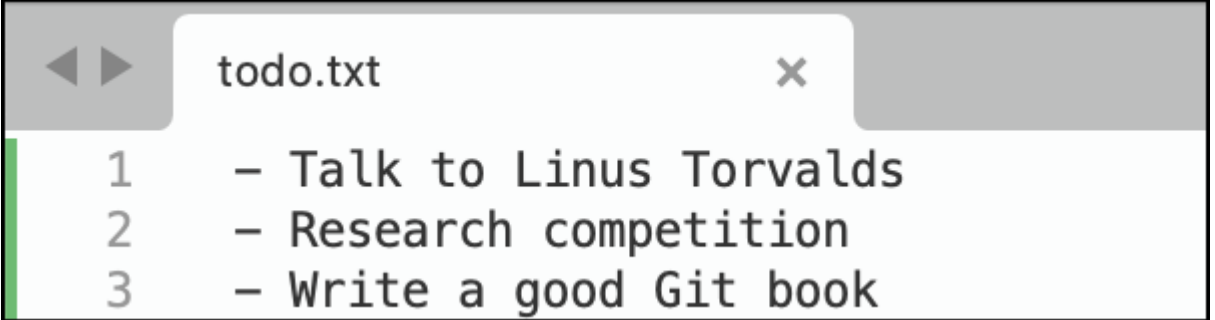 todo.txt ×
1 – Talk to Linus Torvalds
2 – Research competition
3 – Write a good Git book